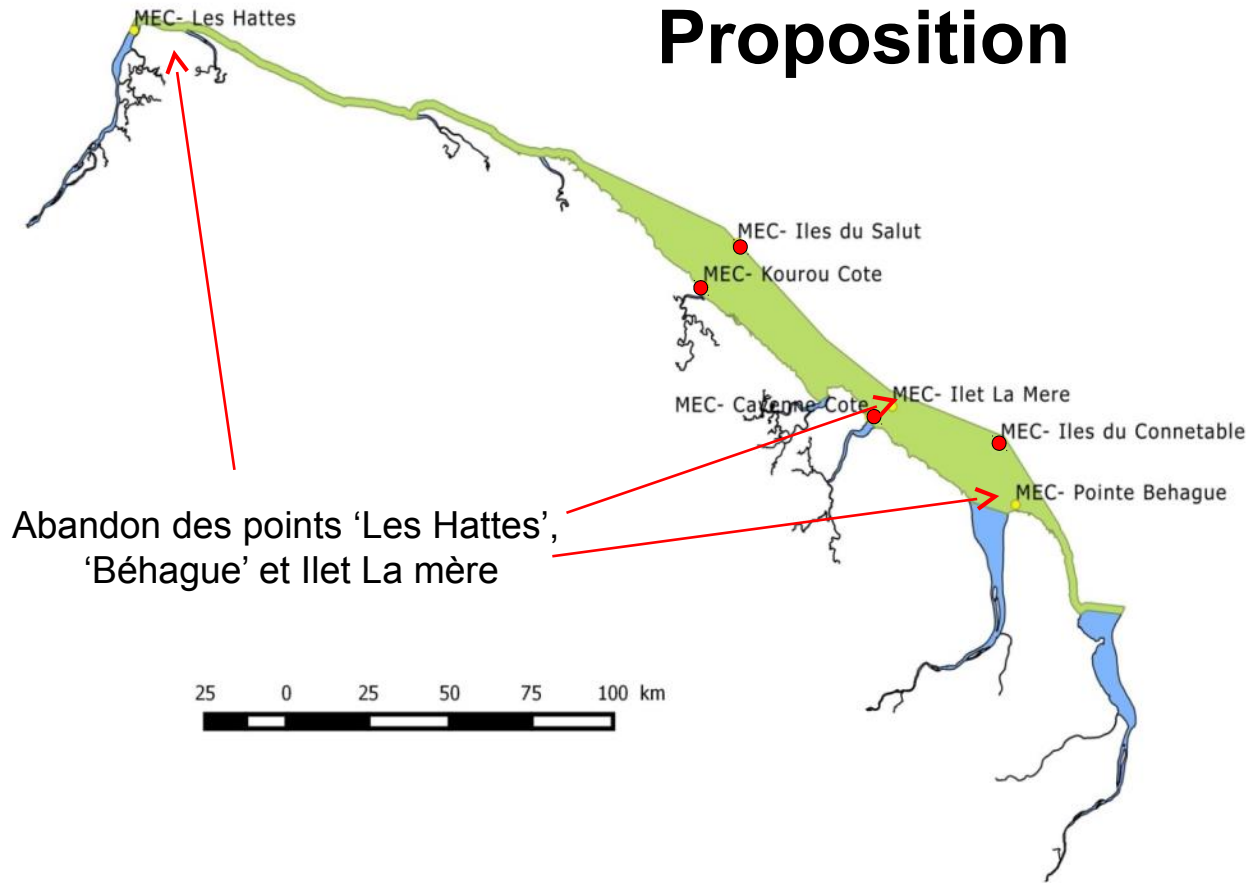 Proposition
MEC- Les Hattes
MEC- Iles du Salut
MEC- Kourou Cote
MEC- Ilet La Mere
MEC- Cayenne Cote
MEC- Iles du Connetable
MEC- Pointe Behague
Abandon des points ‘Les Hattes’,
‘Béhague’ et Ilet La mère
25 0 25 50 75 100 km